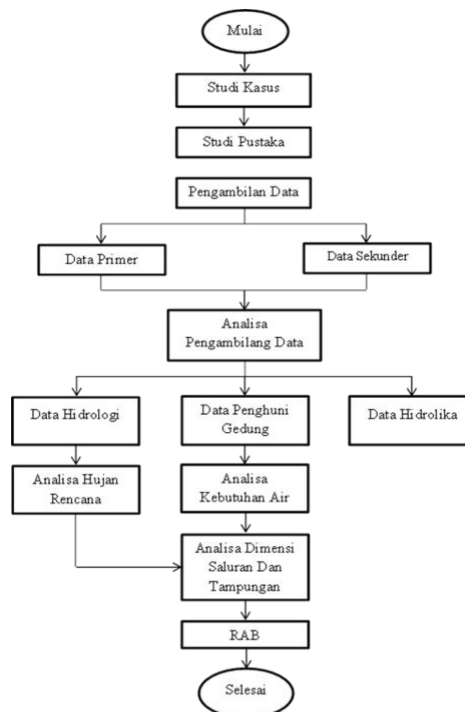 Mulai
Studi Kasus
Studi Pustaka
Pengambilan Data
Data Primer
Data Sekunder
Analisa
Pengambilang Data
Data Hidrologi
Data Penghuni
Gedung
Data Hidrolika
Analisa Hujan
Rencana
Analisa
Kebutuhan Air
Analisa Dimensi
Saluran Dan
Tampungan
RAB
Selesai